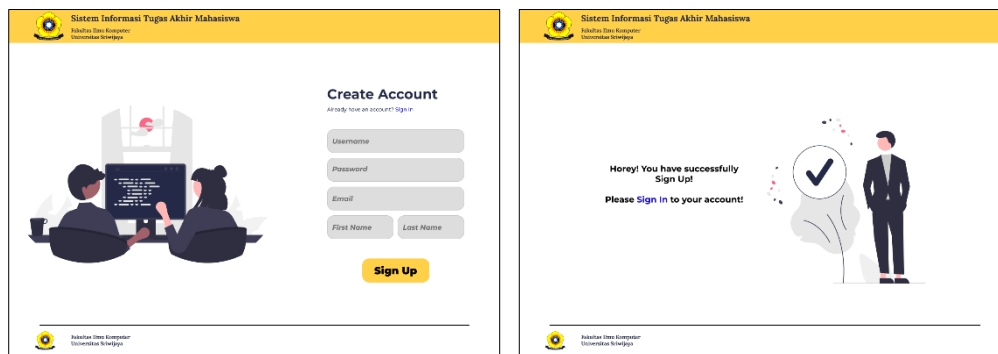 Sistem Informasi Tugas Akhir Mahasiswa
Fakultas Ilmu Komputer
Universitas Sriwijaya
Create Account
Already have an account? Sign in
Username
Password
Email
First Name Last Name
Sign Up
Fakultas Ilmu Komputer
Universitas Sriwijaya
Sistem Informasi Tugas Akhir Mahasiswa
Fakultas Ilmu Komputer
Universitas Sriwijaya
Horey! You have successfully
Sign Up!
Please Sign In to your account!
Fakultas Ilmu Komputer
Universitas Sriwijaya